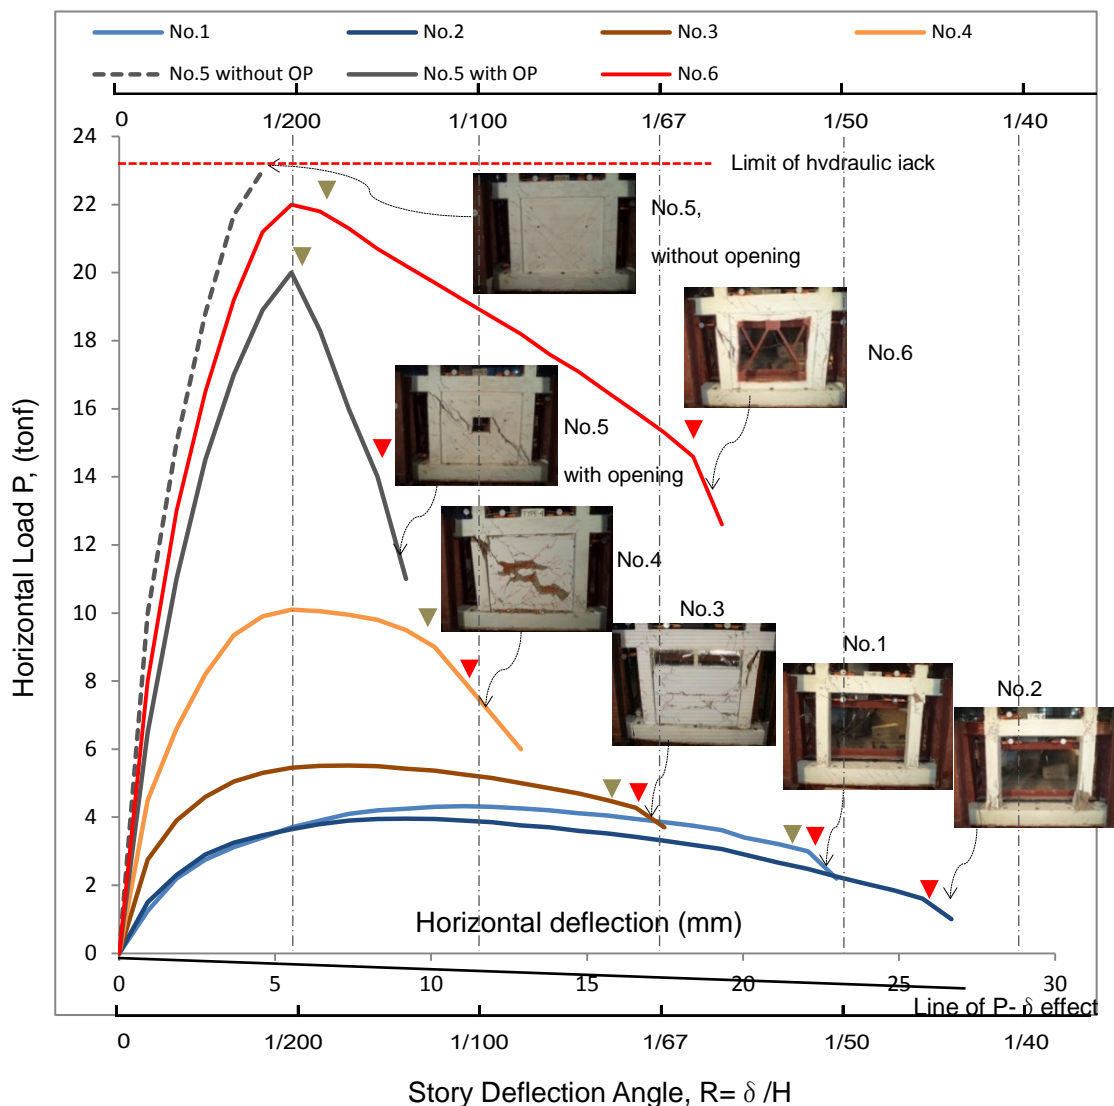 No.1 No.2 No.3 No.4
No.5 without OP No.5 with OP No.6
0 1/200 1/100 1/67 1/50 1/40
24
22
20
18
16
14
12
10
8
6
4
2
0
Horizontal Load P, (tonf)
Limit of hvdraulic iack
No.5,
without opening
No.6
No.5
with opening
No.4
No.3
No.1
No.2
Horizontal deflection (mm)
0 5 10 15 20 25 30
Line of P- δ effect
0 1/200 1/100 1/67 1/50 1/40
Story Deflection Angle, R= δ /H